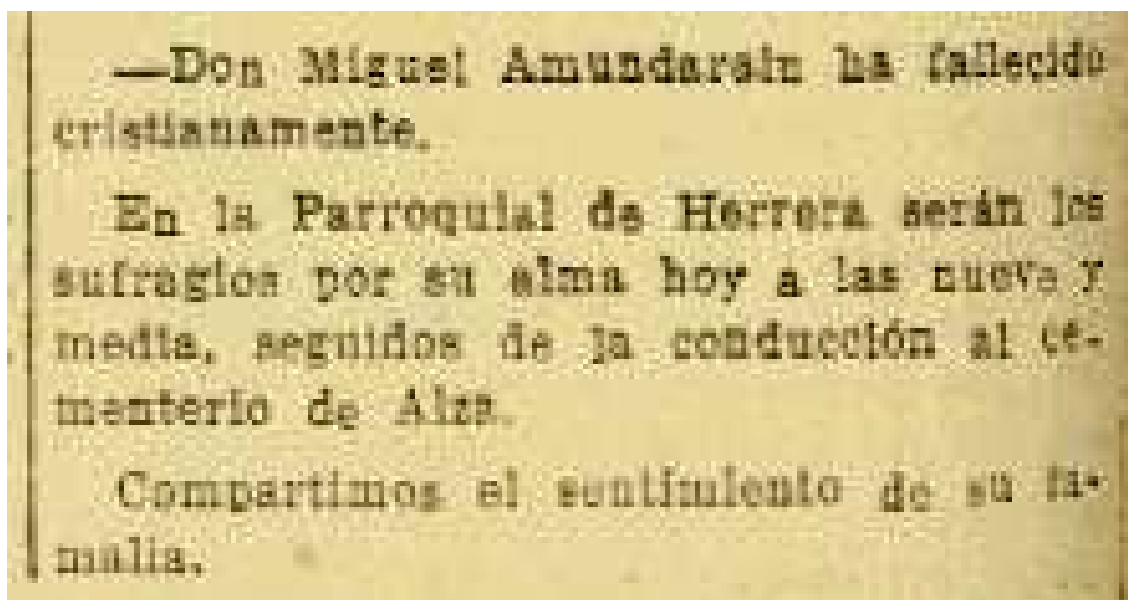 —Don Miguel Amundarain ha fallecido
cristianamente.
En la Parroquial de Herrera serán los
sufragios por su alma hoy a las nueve y
media, seguidos de la conducción al ce-
menterio de Alza.
Compartimos el sentimiento de su fa-
malia.